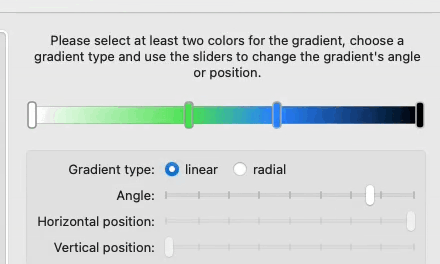 Please select at least two colors for the gradient, choose a
gradient type and use the sliders to change the gradient's angle
or position.
Gradient type: linear radial
Angle:
Horizontal position:
Vertical position: